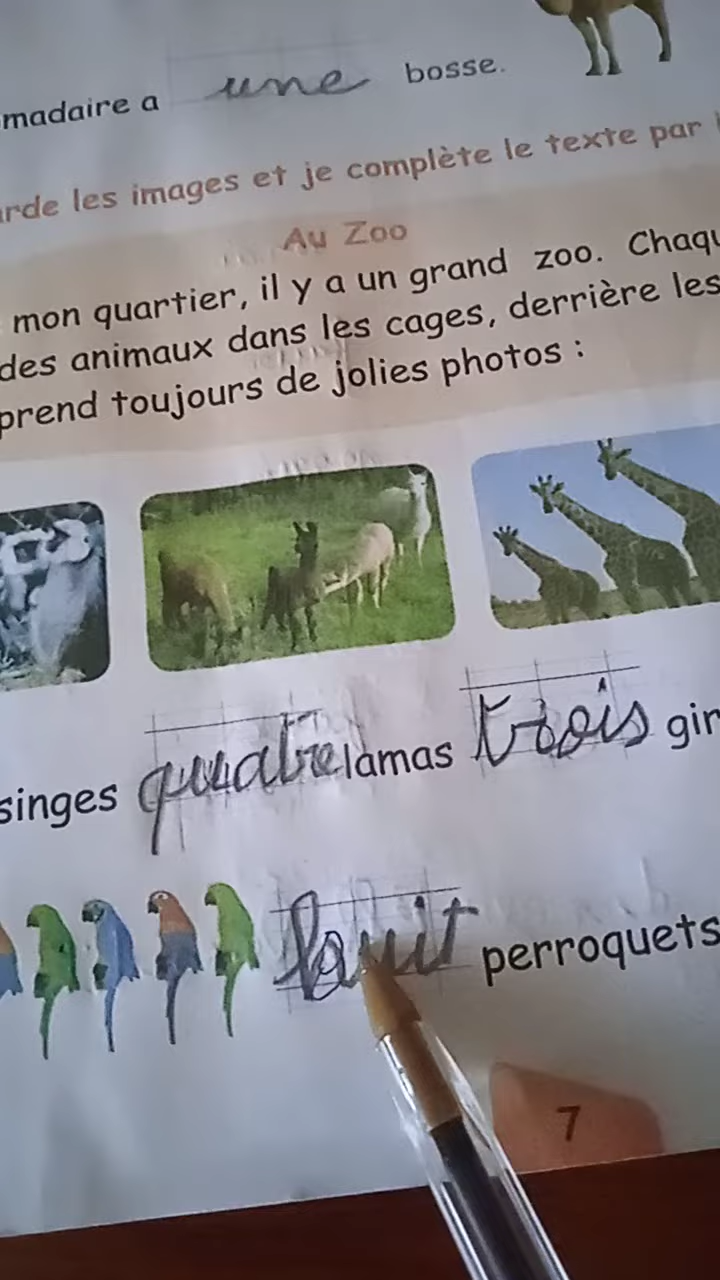 madaire a une bosse.
arde les images et je complète le texte par
Au Zoo
mon quartier, il y a un grand zoo. Chaqu
des animaux dans les cages, derrière les
prend toujours de jolies photos :
singes quatre lamas trois gir
huit perroquets
7